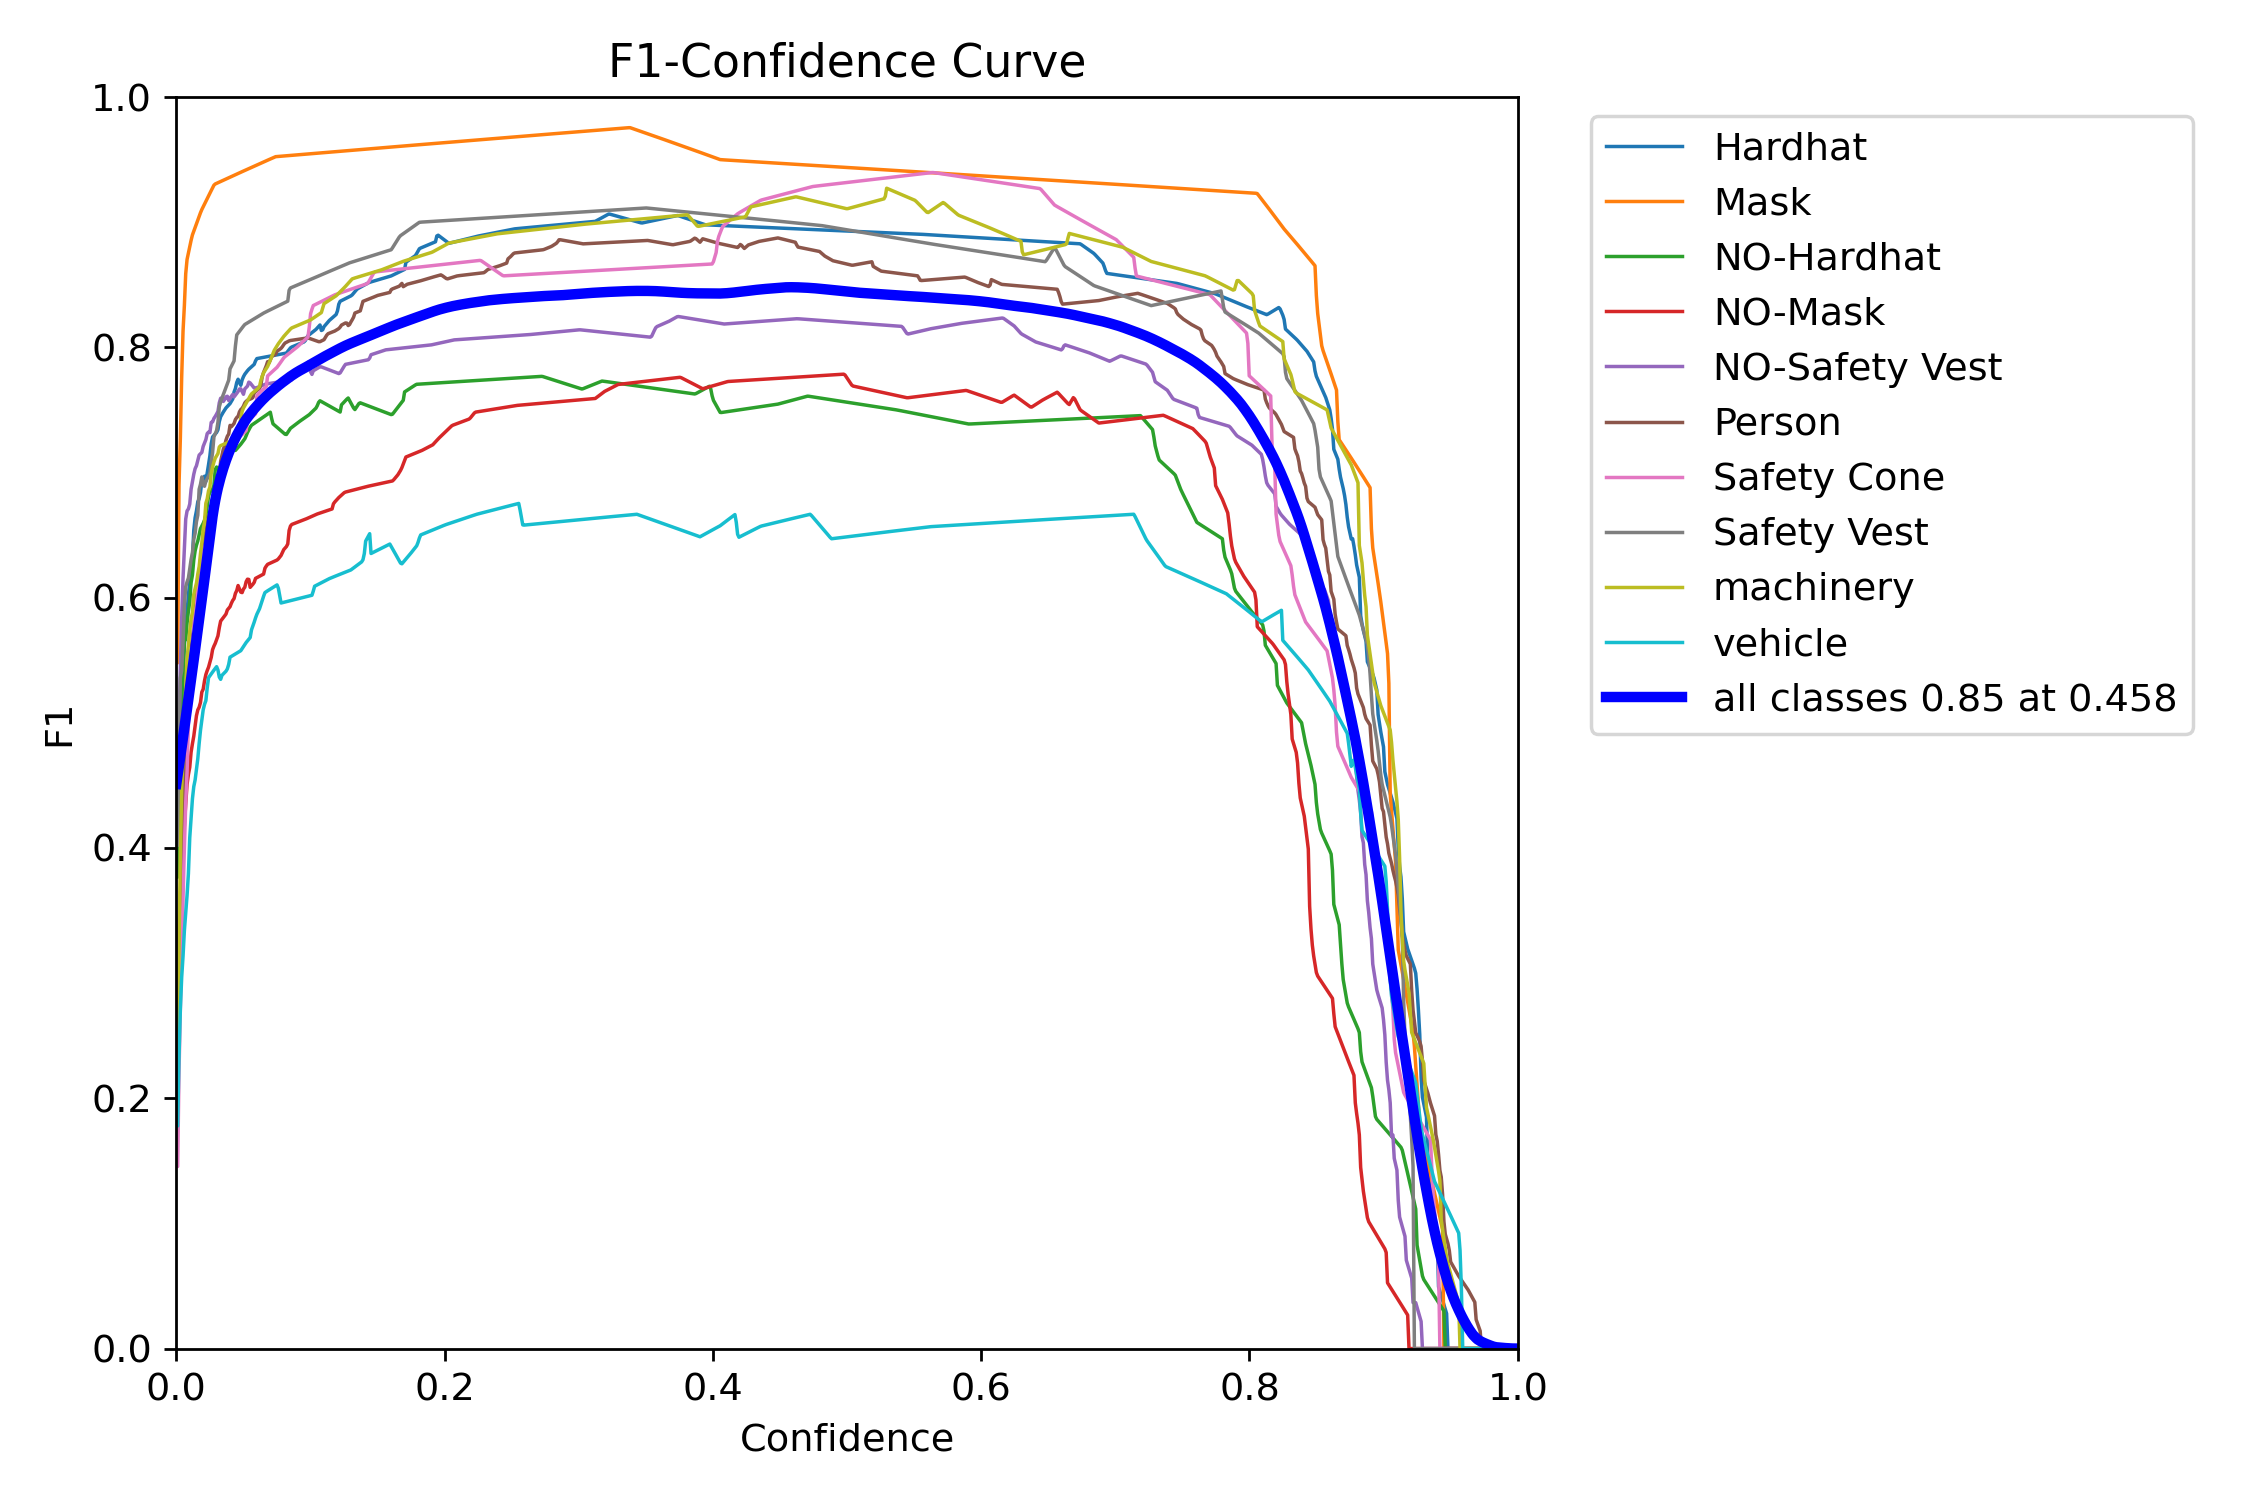 F1-Confidence Curve
1.0
0.8
0.6
0.4
0.2
0.0
F1
0.0 0.2 0.4 0.6 0.8 1.0
Confidence
Hardhat
Mask
NO-Hardhat
NO-Mask
NO-Safety Vest
Person
Safety Cone
Safety Vest
machinery
vehicle
all classes 0.85 at 0.458